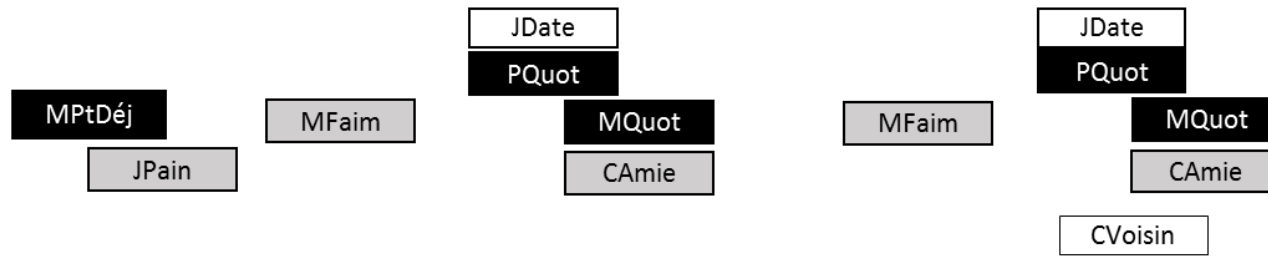 JDate
JDate
PQuot
PQuot
MPtDéj
MFaim
MQuot
MFaim
MQuot
JPain
CAmie
CAmie
CVoisin